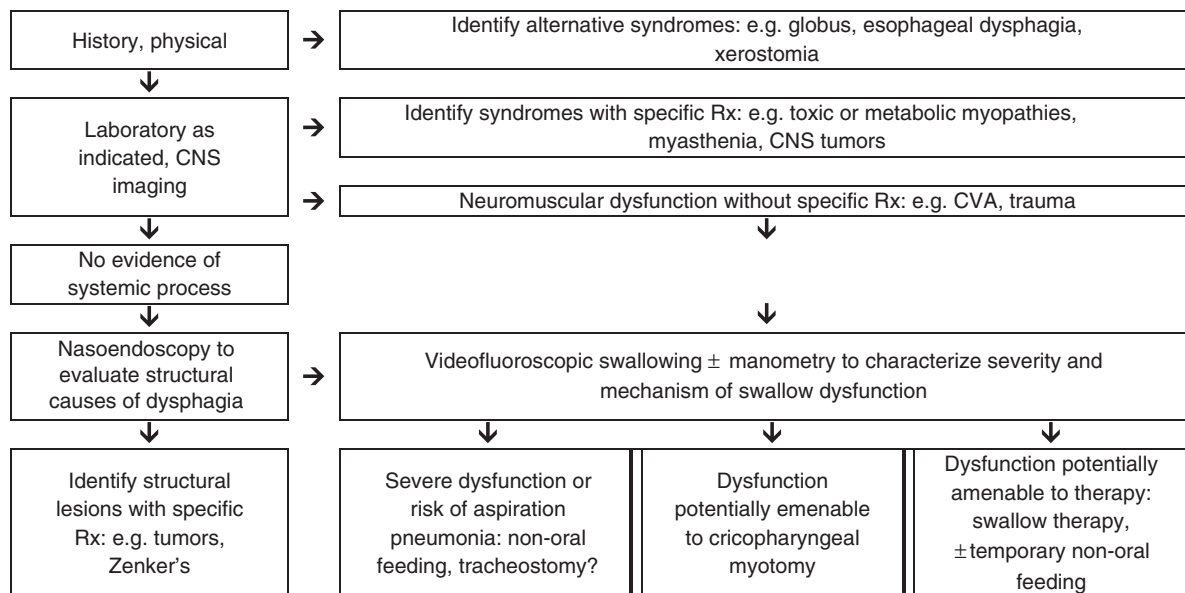 History, physical
→
Identify alternative syndromes: e.g. globus, esophageal dysphagia,
xerostomia
Laboratory as
indicated, CNS
imaging
→
Identify syndromes with specific Rx: e.g. toxic or metabolic myopathies,
myasthenia, CNS tumors
→
Neuromuscular dysfunction without specific Rx: e.g. CVA, trauma
No evidence of
systemic process
Nasoendoscopy to
evaluate structural
causes of dysphagia
→
Videofluoroscopic swallowing ± manometry to characterize severity and
mechanism of swallow dysfunction
Identify structural
lesions with specific
Rx: e.g. tumors,
Zenker's
Severe dysfunction or
risk of aspiration
pneumonia: non-oral
feeding, tracheostomy?
Dysfunction
potentially emenable
to cricopharyngeal
myotomy
Dysfunction potentially
amenable to therapy:
swallow therapy,
±temporary non-oral
feeding